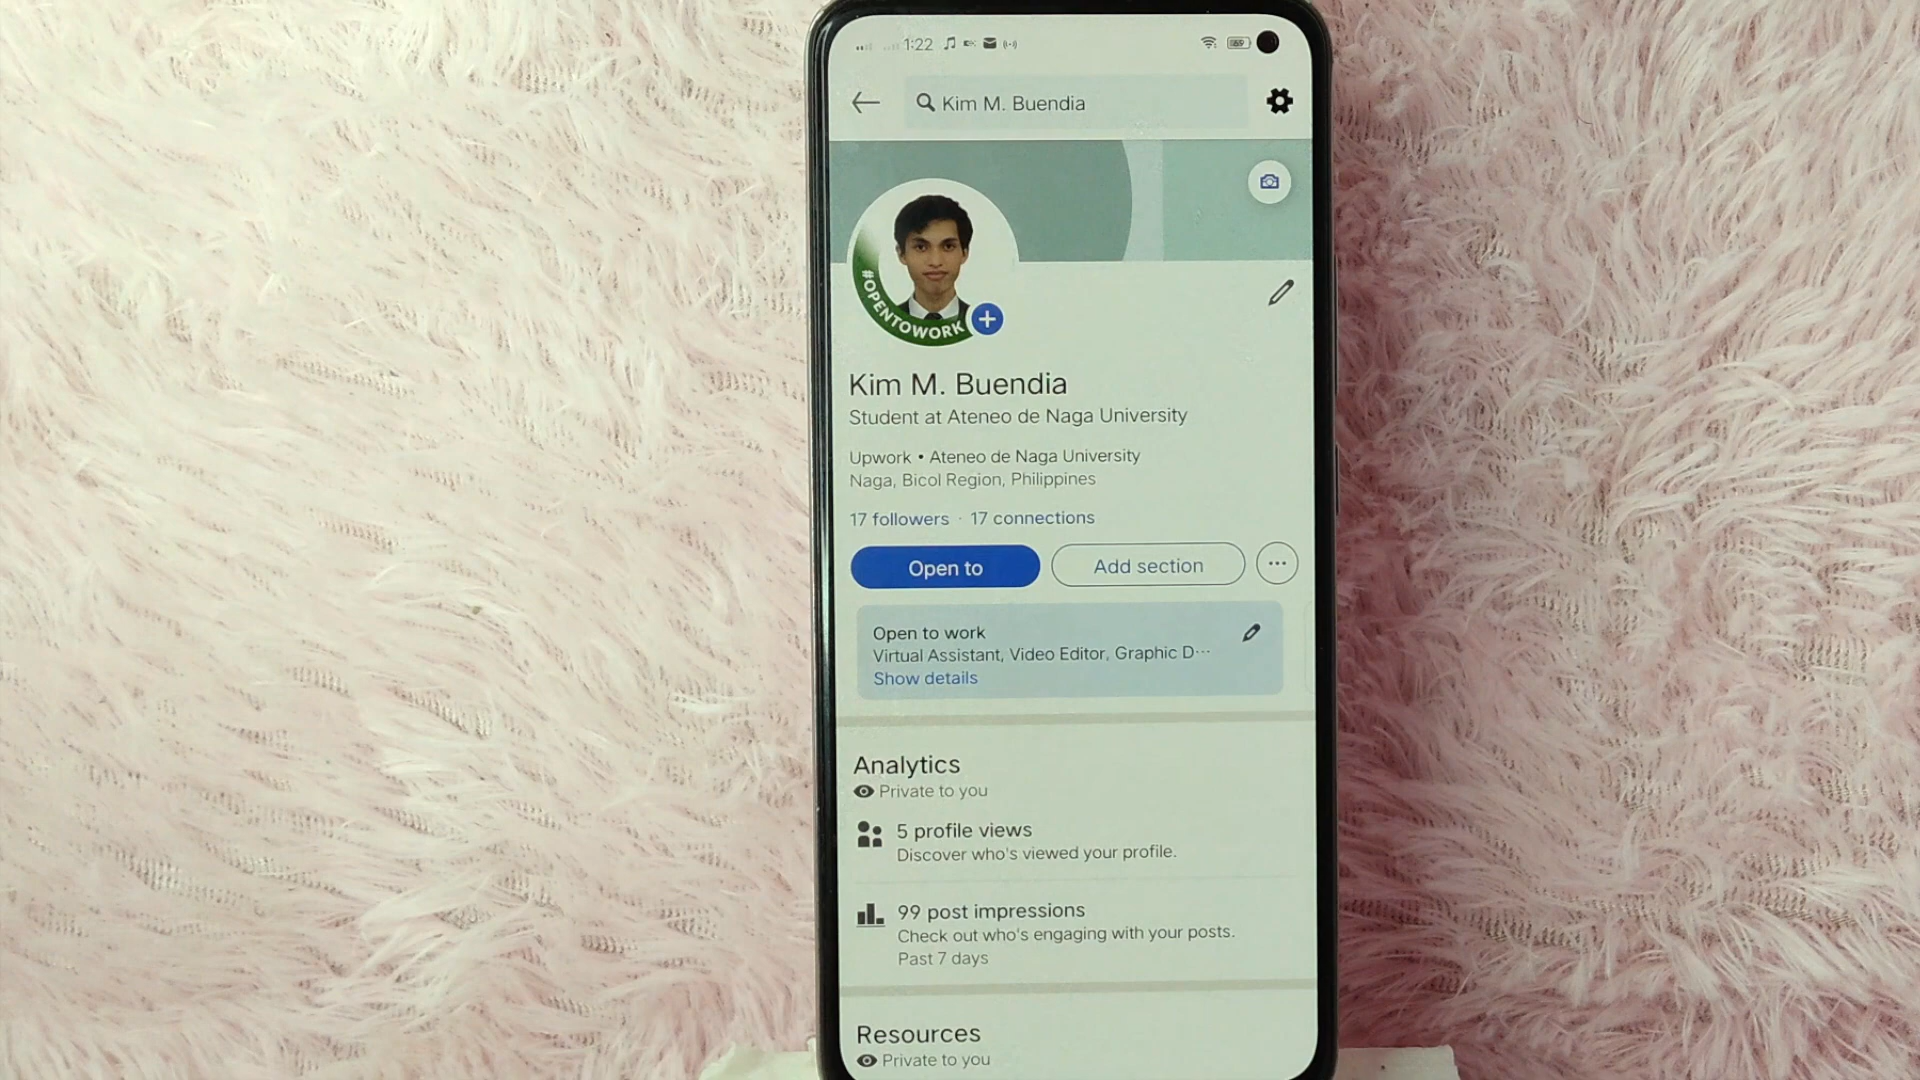 1:22
69
Kim M. Buendia
#OPENTOWORK
Kim M. Buendia
Student at Ateneo de Naga University
Upwork • Ateneo de Naga University
Naga, Bicol Region, Philippines
17 followers · 17 connections
Open to
Add section
Open to work
Virtual Assistant, Video Editor, Graphic D···
Show details
Analytics
Private to you
5 profile views
Discover who's viewed your profile.
99 post impressions
Check out who's engaging with your posts.
Past 7 days
Resources
Private to you